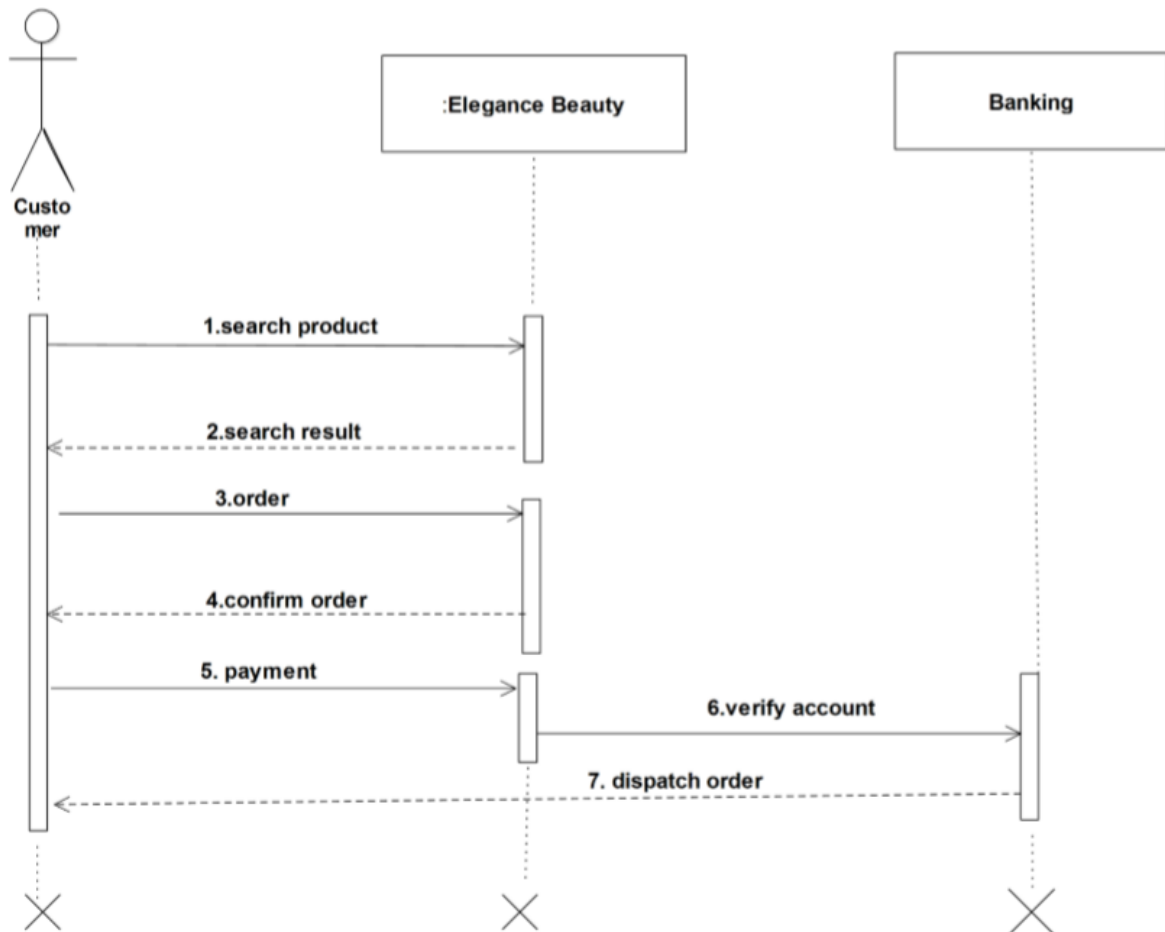 :Elegance Beauty
Banking
Custo
mer
1.search product
2.search result
3.order
4.confirm order
5. payment
6.verify account
7. dispatch order